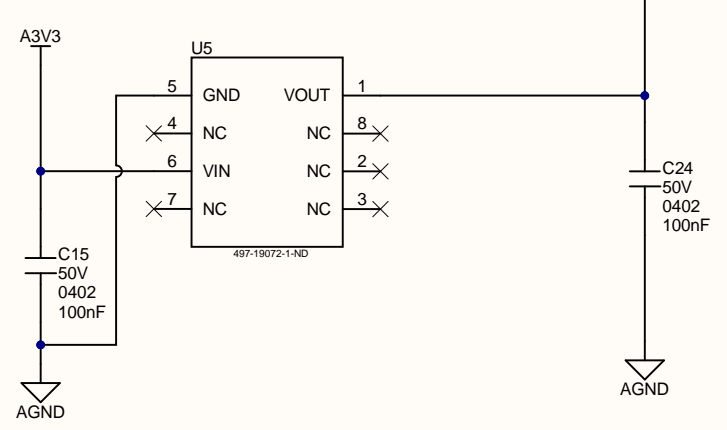 A3V3
U5
5 GND VOUT 1
4 NC NC 8
6 VIN NC 2
7 NC NC 3
497-19072-1-ND
C15
50V
0402
100nF
AGND
C24
50V
0402
100nF
AGND